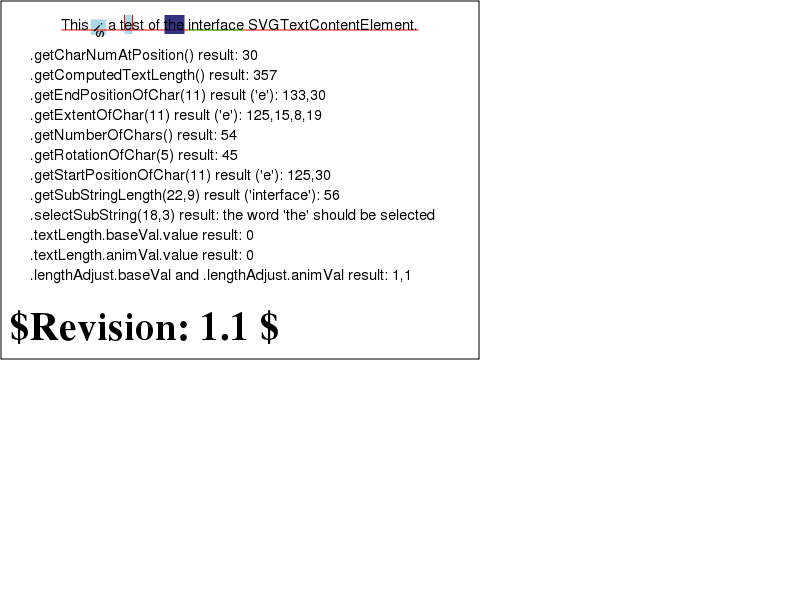 This is a test of the interface SVGTextContentElement.
.getCharNumAtPosition() result: 30
.getComputedTextLength() result: 357
.getEndPositionOfChar(11) result ('e'): 133,30
.getExtentOfChar(11) result ('e'): 125,15,8,19
.getNumberOfChars() result: 54
.getRotationOfChar(5) result: 45
.getStartPositionOfChar(11) result ('e'): 125,30
.getSubStringLength(22,9) result ('interface'): 56
.selectSubString(18,3) result: the word 'the' should be selected
.textLength.baseVal.value result: 0
.textLength.animVal.value result: 0
.lengthAdjust.baseVal and .lengthAdjust.animVal result: 1,1
$Revision: 1.1 $